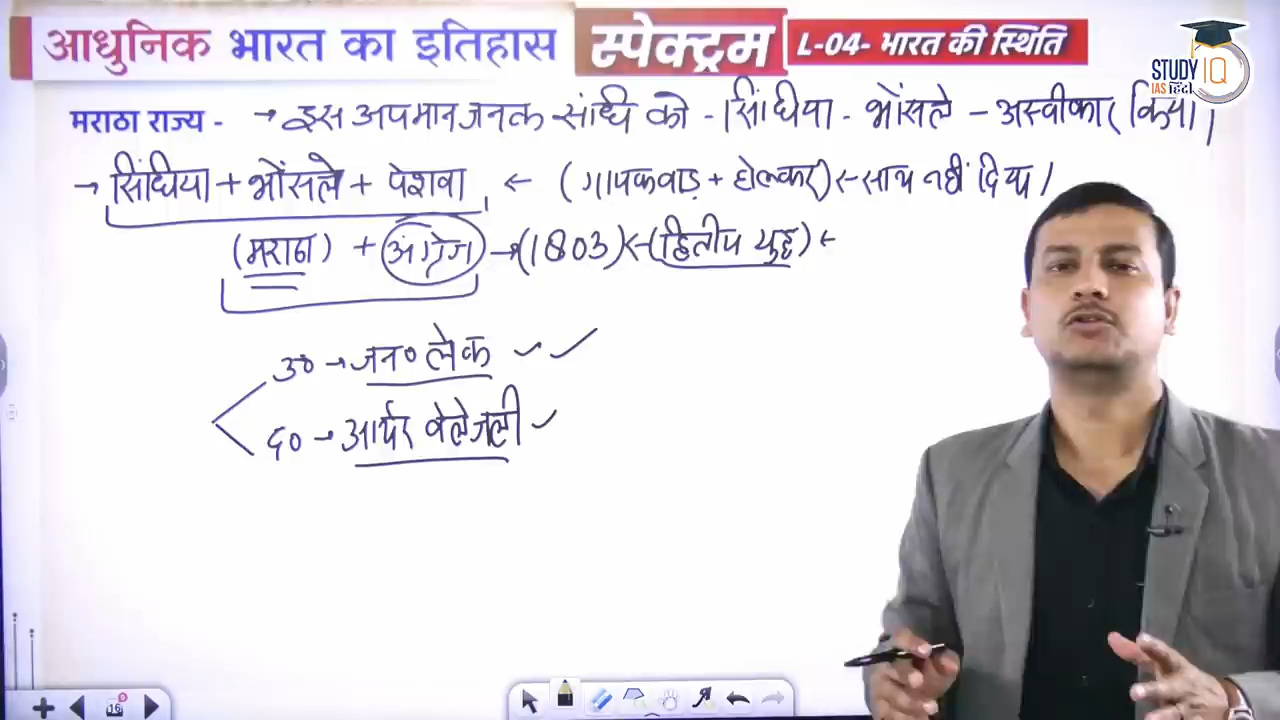 आधुनिक भारत का इतिहास स्पेक्ट्रम L-04- भारत की स्थिति
STUDY IQ
IAS हिंदी
मराठा राज्य - → इस अपमानजनक संधि को - सिंधिया - भोंसले - अस्वीकार किया।
→ सिंधिया + भोंसले + पेशवा ← (गायकवाड़ + होल्कर) ← साथ नहीं दिया।
(मराठा) + अंग्रेज → (1803) ← (द्वितीय युद्ध) ←
उ० → जन० लेक
द० → आर्थर वेलेजली
16